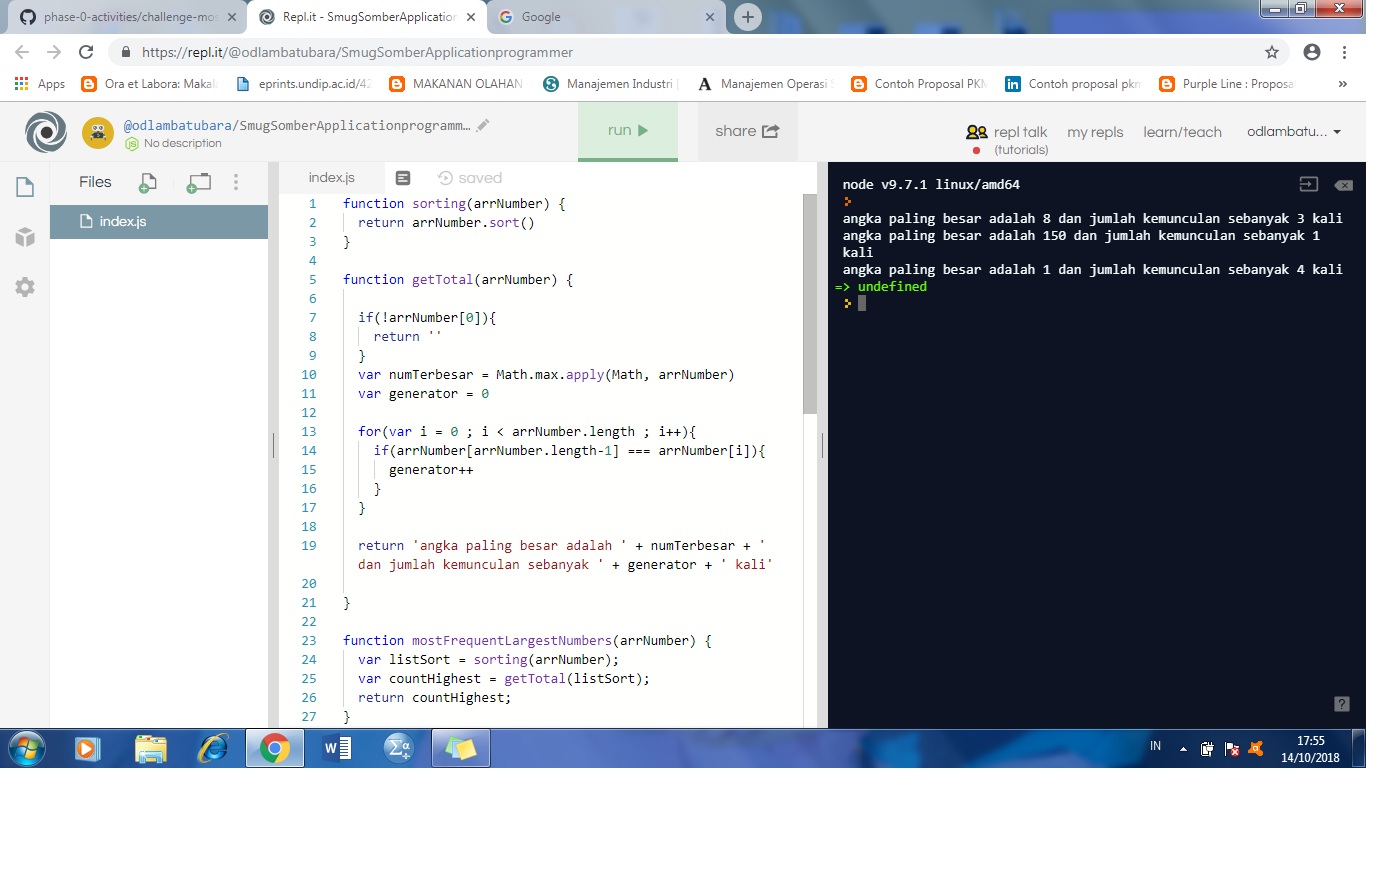 phase-0-activities/challenge-mos
Repl.it - SmugSomberApplication
Google
https://repl.it/@odlambatubara/SmugSomberApplicationprogrammer
Apps
Ora et Labora: Makal
eprints.undip.ac.id/42
MAKANAN OLAHAN
Manajemen Industri
Manajemen Operasi
Contoh Proposal PKM
Contoh proposal pkm
Purple Line : Proposa
»
@odlambatubara/SmugSomberApplicationprogramm...
No description
run
share
repl talk
(tutorials)
my repls
learn/teach
odlambatu...
Files
index.js
index.js
saved
1 function sorting(arrNumber) {
2 return arrNumber.sort()
3 }
4
5 function getTotal(arrNumber) {
6
7 if(!arrNumber[0]){
8 return ''
9 }
10 var numTerbesar = Math.max.apply(Math, arrNumber)
11 var generator = 0
12
13 for(var i = 0 ; i < arrNumber.length ; i++){
14 if(arrNumber[arrNumber.length-1] === arrNumber[i]){
15 generator++
16 }
17 }
18
19 return 'angka paling besar adalah ' + numTerbesar + '
dan jumlah kemunculan sebanyak ' + generator + ' kali'
20
21 }
22
23 function mostFrequentLargestNumbers(arrNumber) {
24 var listSort = sorting(arrNumber);
25 var countHighest = getTotal(listSort);
26 return countHighest;
27 }
node v9.7.1 linux/amd64
angka paling besar adalah 8 dan jumlah kemunculan sebanyak 3 kali
angka paling besar adalah 150 dan jumlah kemunculan sebanyak 1
kali
angka paling besar adalah 1 dan jumlah kemunculan sebanyak 4 kali
=> undefined
?
IN
17:55
14/10/2018